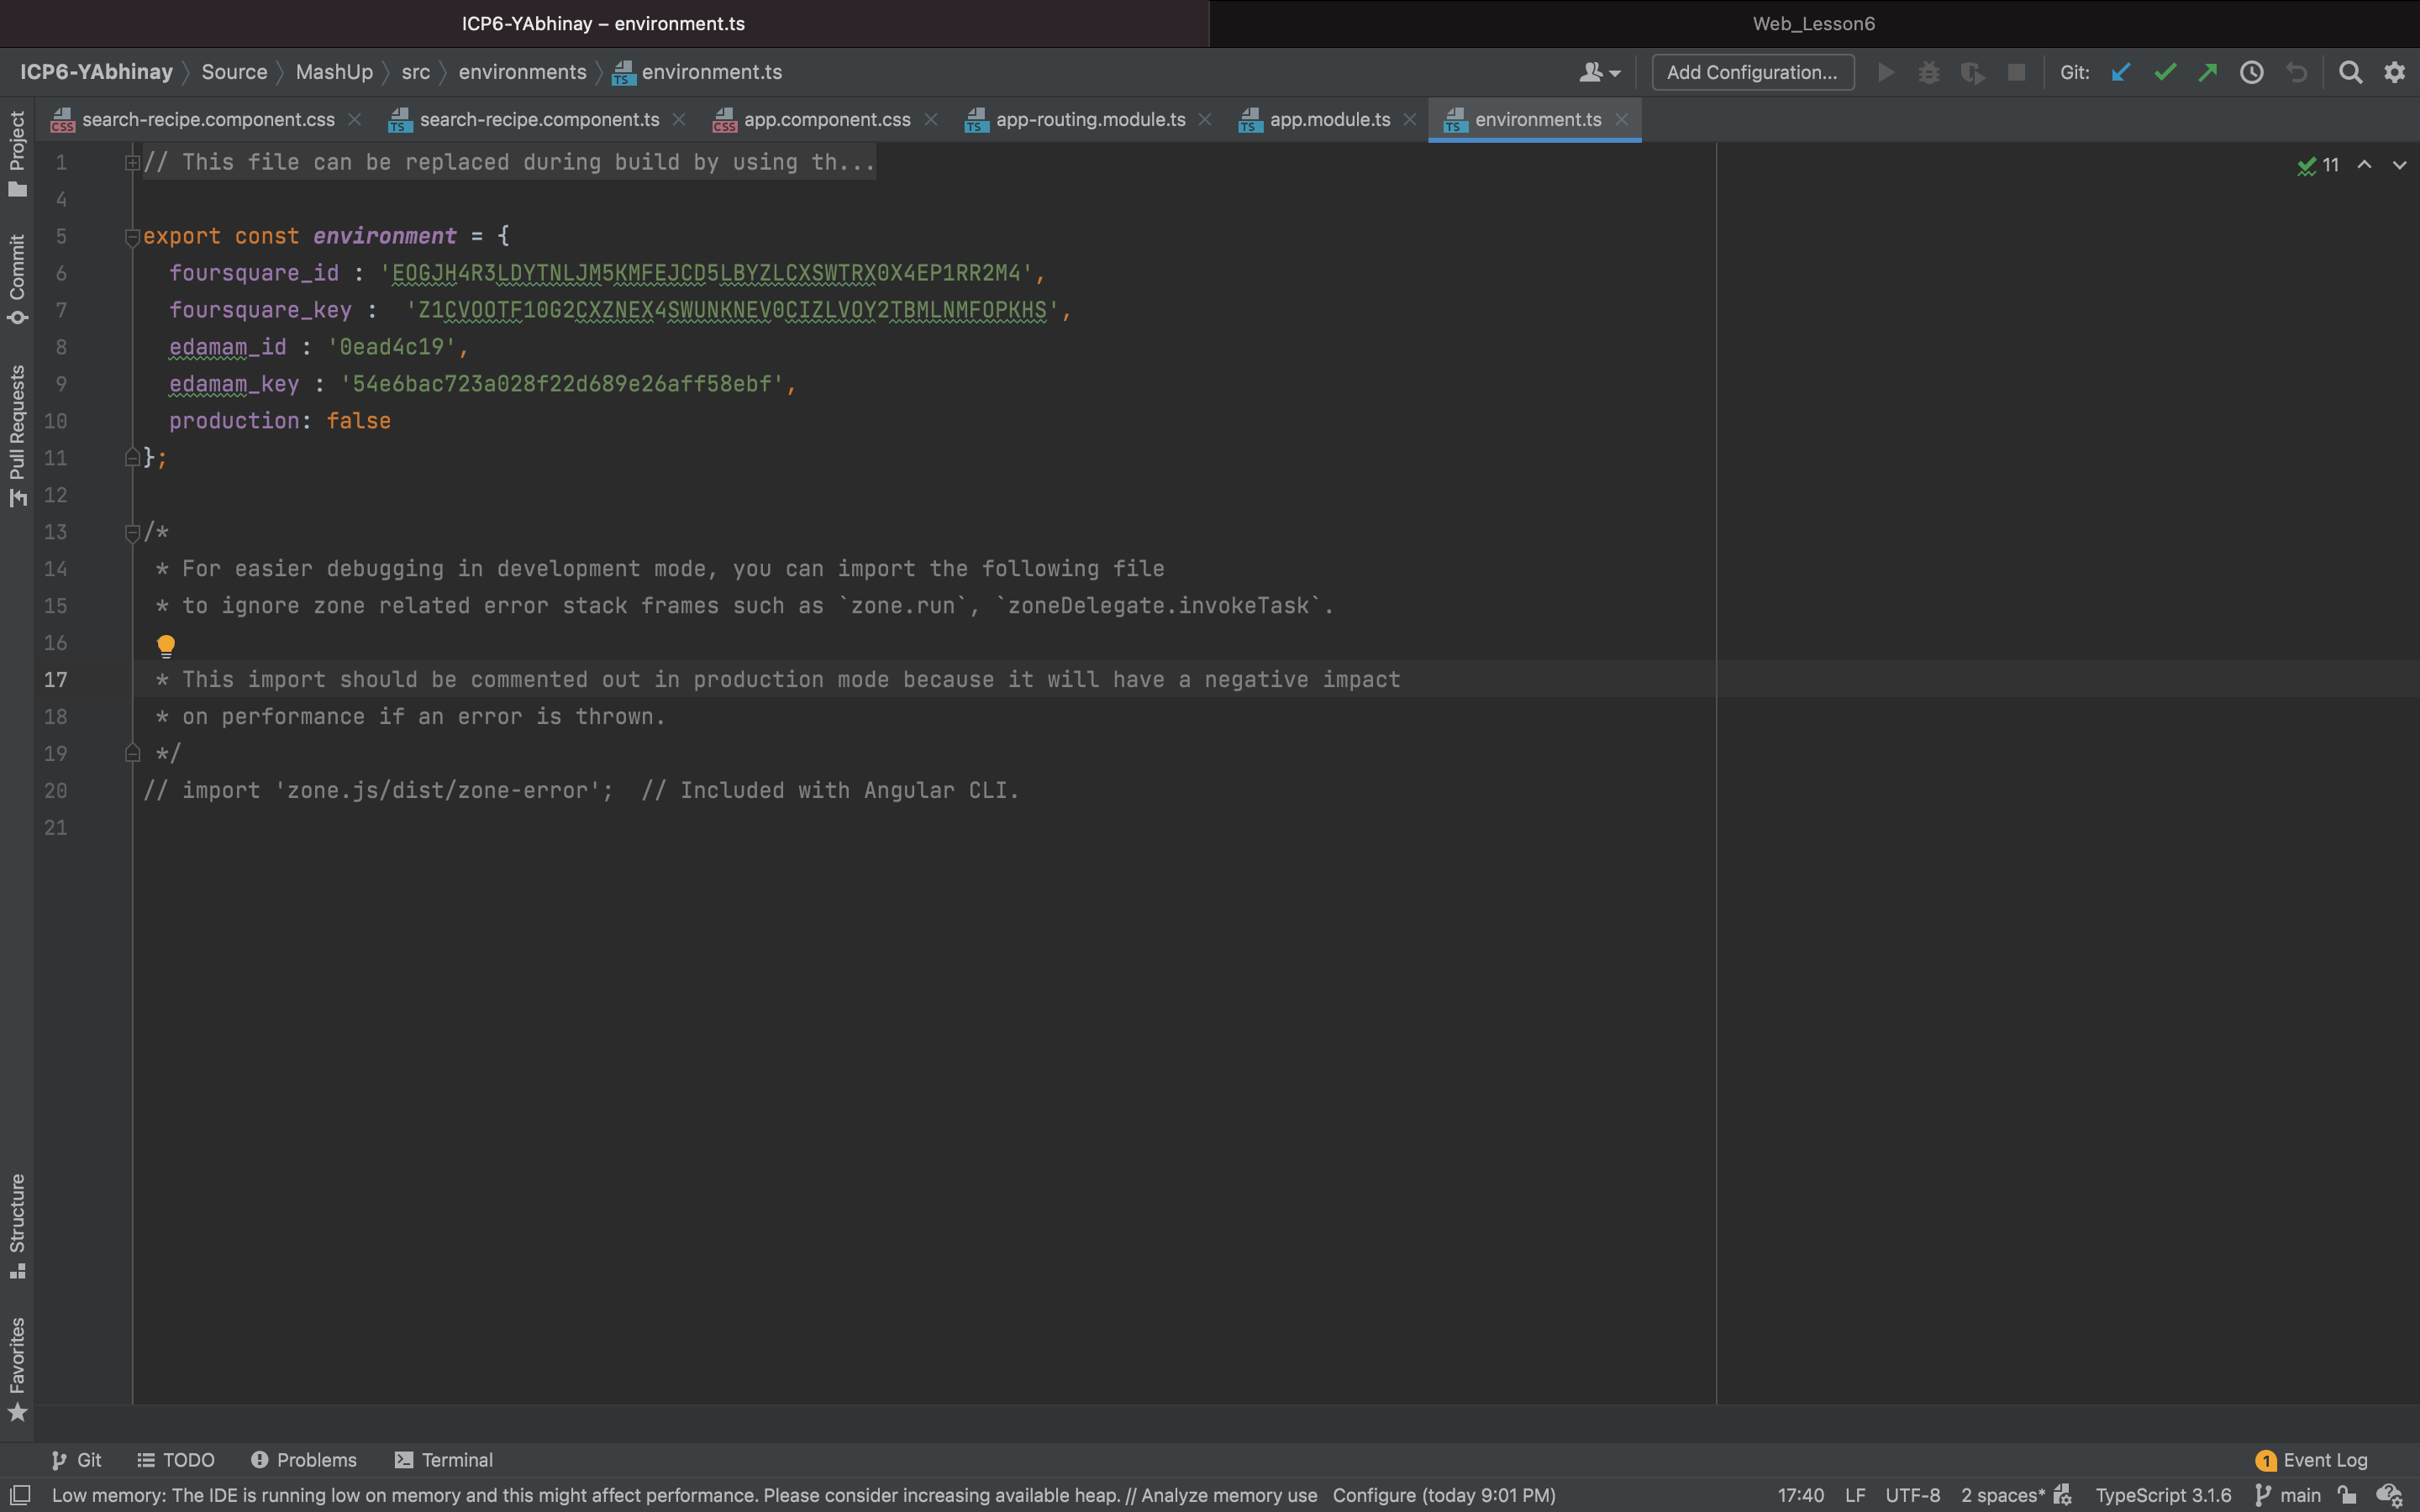 ICP6-YAbhinay – environment.ts
Web_Lesson6
ICP6-YAbhinay Source MashUp src environments environment.ts
Add Configuration...
Git:
search-recipe.component.css
search-recipe.component.ts
app.component.css
app-routing.module.ts
app.module.ts
environment.ts
Project
Commit
Pull Requests
Structure
Favorites
11
1 // This file can be replaced during build by using th...
4
5 export const environment = {
6 foursquare_id : 'EOGJH4R3LDYTNLJM5KMFEJCD5LBYZLCXSWTRX0X4EP1RR2M4',
7 foursquare_key :  'Z1CVOOTF10G2CXZNEX4SWUNKNEV0CIZLVOY2TBMLNMFOPKHS',
8 edamam_id : '0ead4c19',
9 edamam_key : '54e6bac723a028f22d689e26aff58ebf',
10 production: false
11 };
12
13 /*
14 * For easier debugging in development mode, you can import the following file
15 * to ignore zone related error stack frames such as `zone.run`, `zoneDelegate.invokeTask`.
16
17 * This import should be commented out in production mode because it will have a negative impact
18 * on performance if an error is thrown.
19 */
20 // import 'zone.js/dist/zone-error';  // Included with Angular CLI.
21
Git
TODO
Problems
Terminal
1 Event Log
Low memory: The IDE is running low on memory and this might affect performance. Please consider increasing available heap. // Analyze memory use Configure (today 9:01 PM)
17:40 LF UTF-8 2 spaces* TypeScript 3.1.6 main